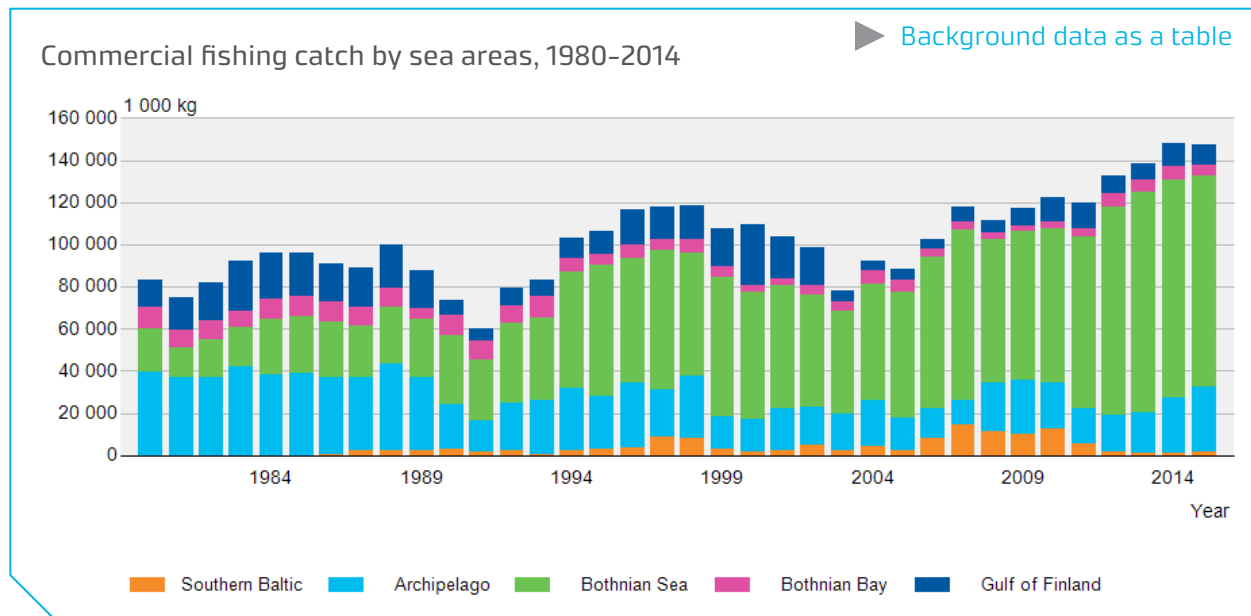 Background data as a table
Commercial fishing catch by sea areas, 1980-2014
1 000 kg
160 000
140 000
120 000
100 000
80 000
60 000
40 000
20 000
0
1984 1989 1994 1999 2004 2009 2014
Year
Southern Baltic Archipelago Bothnian Sea Bothnian Bay Gulf of Finland